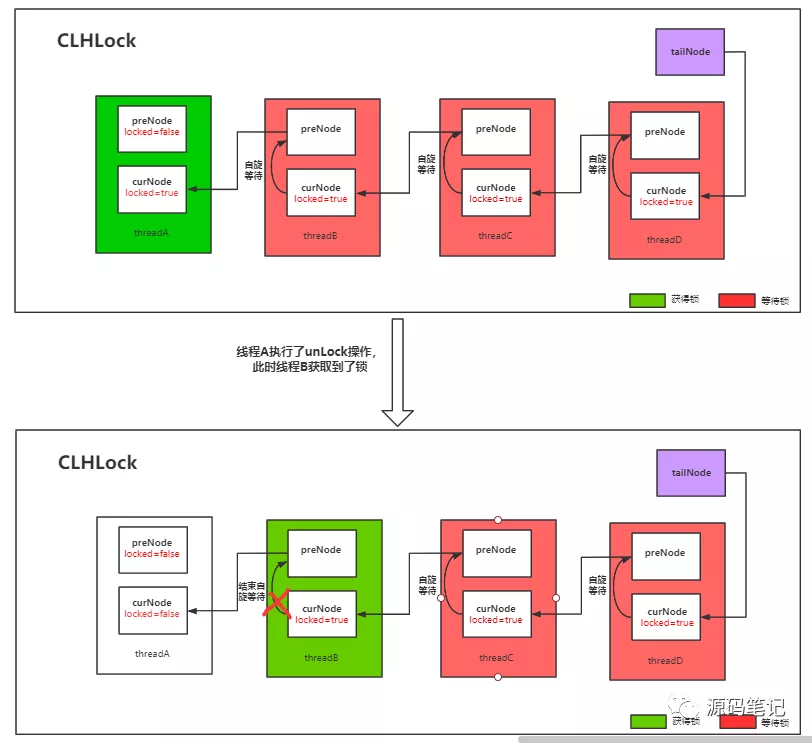 CLHLock
tailNode
preNode
locked=false
curNode
locked=true
threadA
自旋
等待
preNode
curNode
locked=true
threadB
自旋
等待
preNode
curNode
locked=true
threadC
自旋
等待
preNode
curNode
locked=true
threadD
获得锁
等待锁
线程A执行了unLock操作,
此时线程B获取到了锁
CLHLock
tailNode
preNode
locked=false
curNode
locked=false
threadA
结束自
旋等待
preNode
curNode
locked=true
threadB
自旋
等待
preNode
curNode
locked=true
threadC
自旋
等待
preNode
curNode
locked=true
threadD
源码笔记
获得锁
等待锁